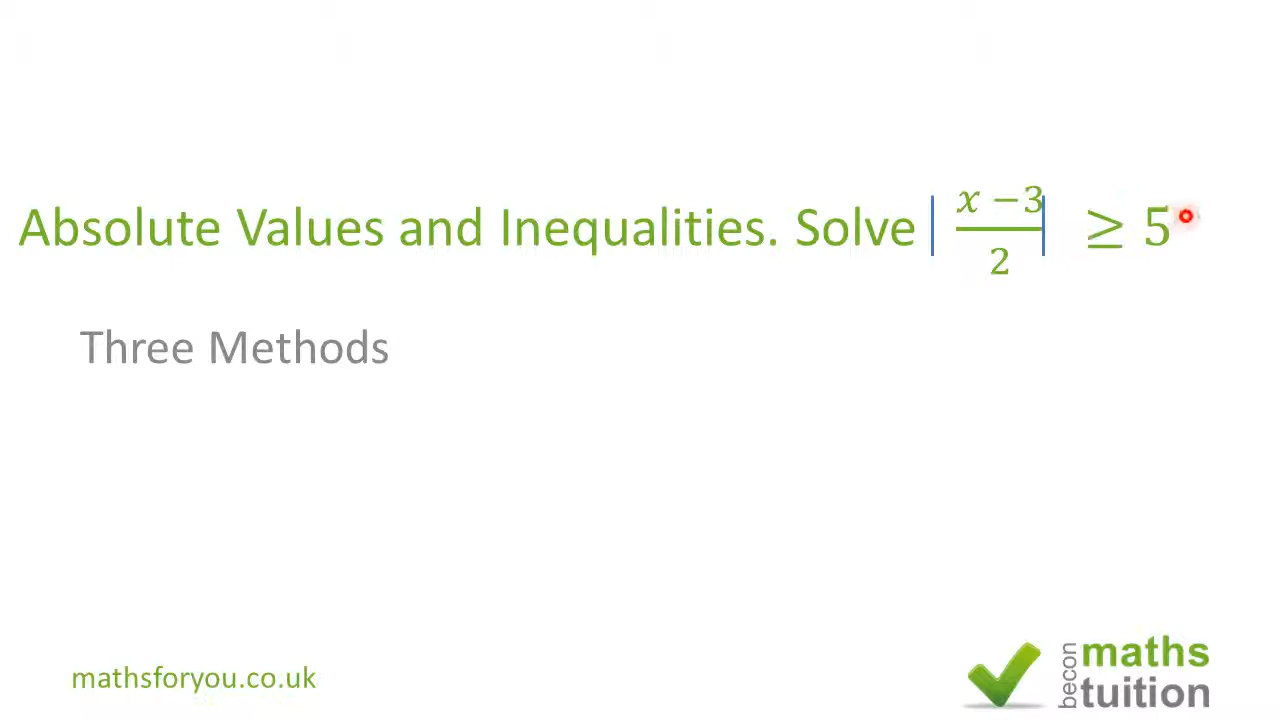 Absolute Values and Inequalities. Solve | x − 3 / 2 | ≥ 5
Three Methods
mathsforyou.co.uk
becon
maths
tuition